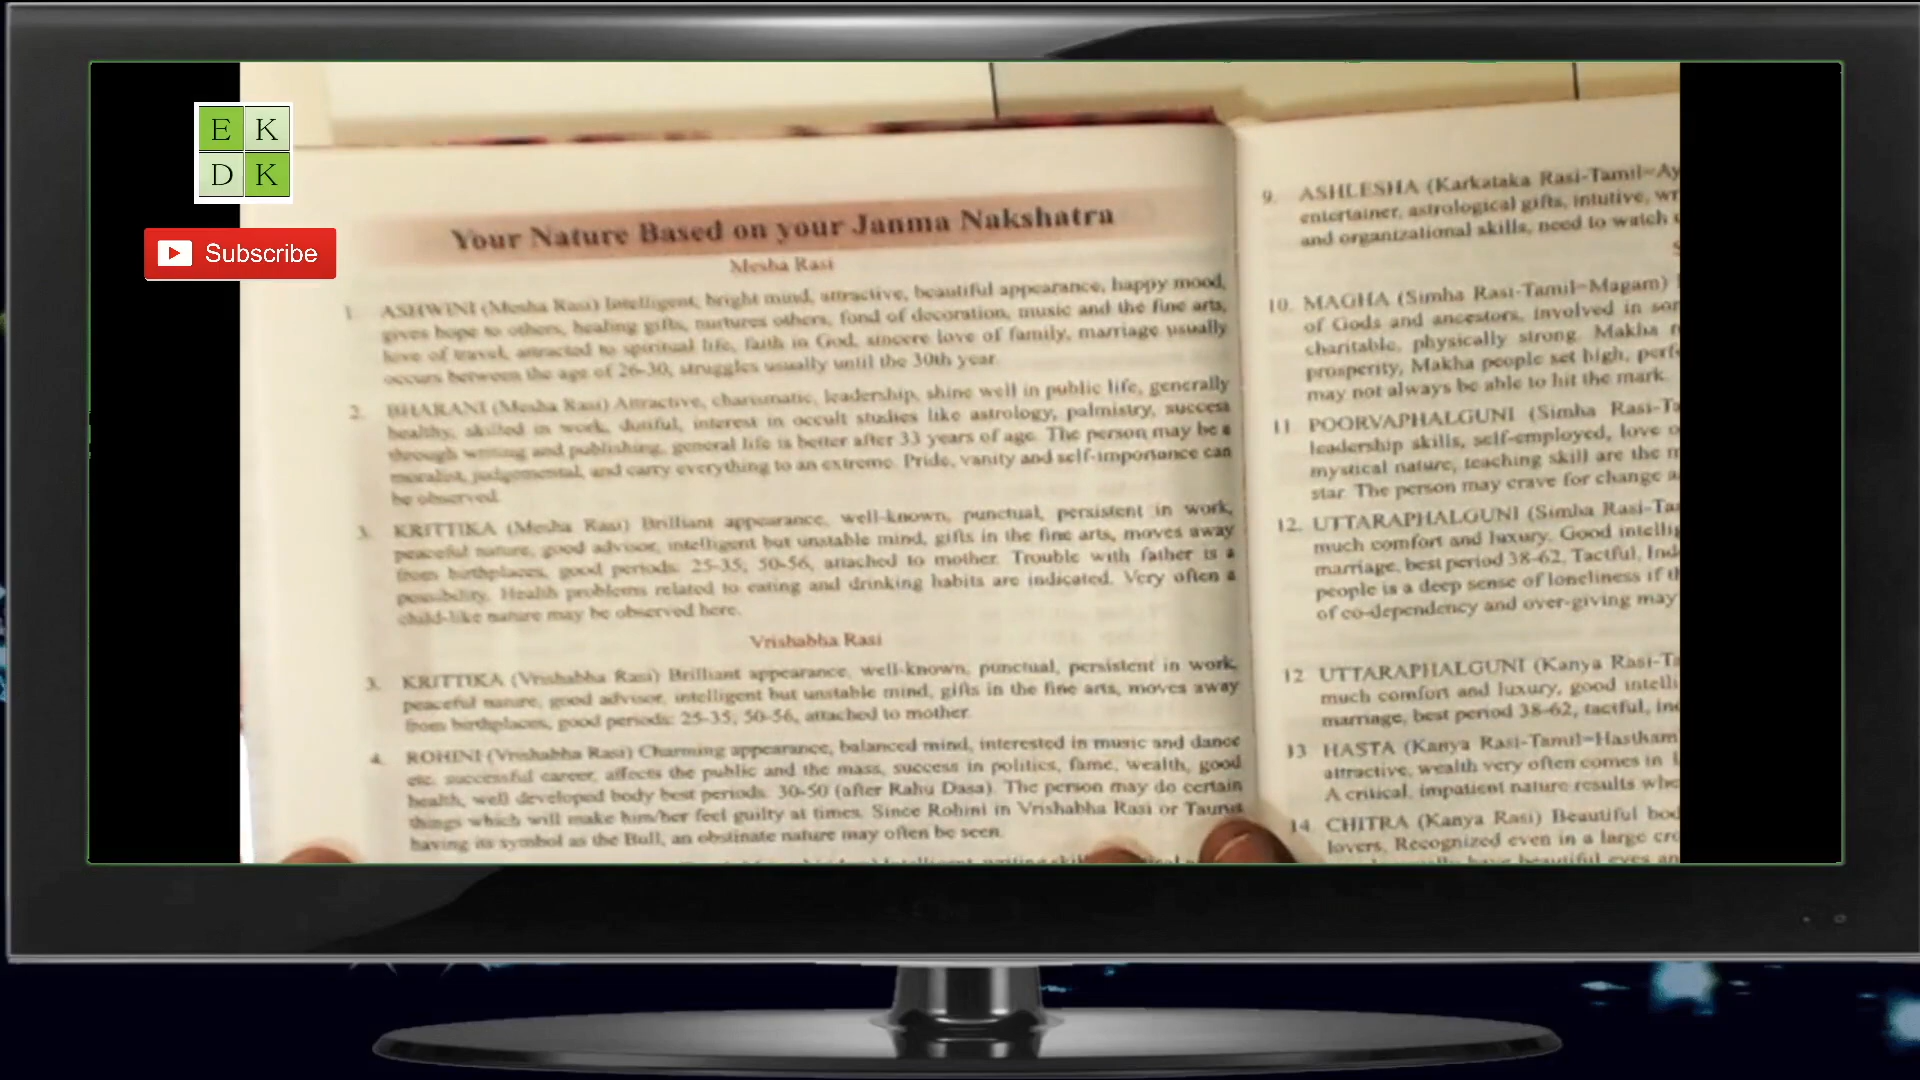 E K
D K
Subscribe
Your Nature Based on your Janma Nakshatra
Mesha Rasi
1. ASHWINI (Mesha Rasi) Intelligent, bright mind, attractive, beautiful appearance, happy mood,
gives hope to others, healing gifts, nurtures others, fond of decoration, music and the fine arts,
love of travel, attracted to spiritual life, faith in God, sincere love of family, marriage usually
occurs between the age of 26-30, struggles usually until the 30th year.
2. BHARANI (Mesha Rasi) Attractive, charismatic, leadership, shine well in public life, generally
healthy, skilled in work, dutiful, interest in occult studies like astrology, palmistry, success
through writing and publishing, general life is better after 33 years of age. The person may be a
moralist, judgemental, and carry everything to an extreme. Pride, vanity and self-importance can
be observed.
3. KRITTIKA (Mesha Rasi) Brilliant appearance, well-known, punctual, persistent in work,
peaceful nature, good advisor, intelligent but unstable mind, gifts in the fine arts, moves away
from birthplaces, good periods: 25-35, 50-56, attached to mother. Trouble with father is a
possibility. Health problems related to eating and drinking habits are indicated. Very often a
child-like nature may be observed here.
Vrishabha Rasi
3. KRITTIKA (Vrishabha Rasi) Brilliant appearance, well-known, punctual, persistent in work,
peaceful nature, good advisor, intelligent but unstable mind, gifts in the fine arts, moves away
from birthplaces, good periods: 25-35, 50-56, attached to mother.
4. ROHINI (Vrishabha Rasi) Charming appearance, balanced mind, interested in music and dance
etc. successful career, affects the public and the mass, success in politics, fame, wealth, good
health, well developed body best periods. 30-50 (after Rahu Dasa). The person may do certain
things which will make him/her feel guilty at times. Since Rohini in Vrishabha Rasi or Taurus
having its symbol as the Bull, an obstinate nature may often be seen.
9. ASHLESHA (Karkataka Rasi-Tamil=Ay
entertainer, astrological gifts, intutive, wr
and organizational skills, need to watch
10. MAGHA (Simha Rasi-Tamil=Magam)
of Gods and ancestors, involved in som
charitable, physically strong. Makha
prosperity, Makha people set high, perf
may not always be able to hit the mark.
11 POORVAPHALGUNI (Simha Rasi-Ta
leadership skills, self-employed, love o
mystical nature, teaching skill are the m
star. The person may crave for change a
12. UTTARAPHALGUNI (Simha Rasi-Ta
much comfort and luxury. Good intellig
marriage, best period 38-62, Tactful, Ind
people is a deep sense of loneliness if th
of co-dependency and over-giving may
12 UTTARAPHALGUNI (Kanya Rasi-Ta
much comfort and luxury, good intelli
marriage, best period 38-62, tactful, inc
13 HASTA (Kanya Rasi-Tamil=Hastham
attractive, wealth very often comes in
A critical, impatient nature results whe
14. CHITRA (Kanya Rasi) Beautiful bod
lovers, Recognized even in a large cro
beautiful eyes an